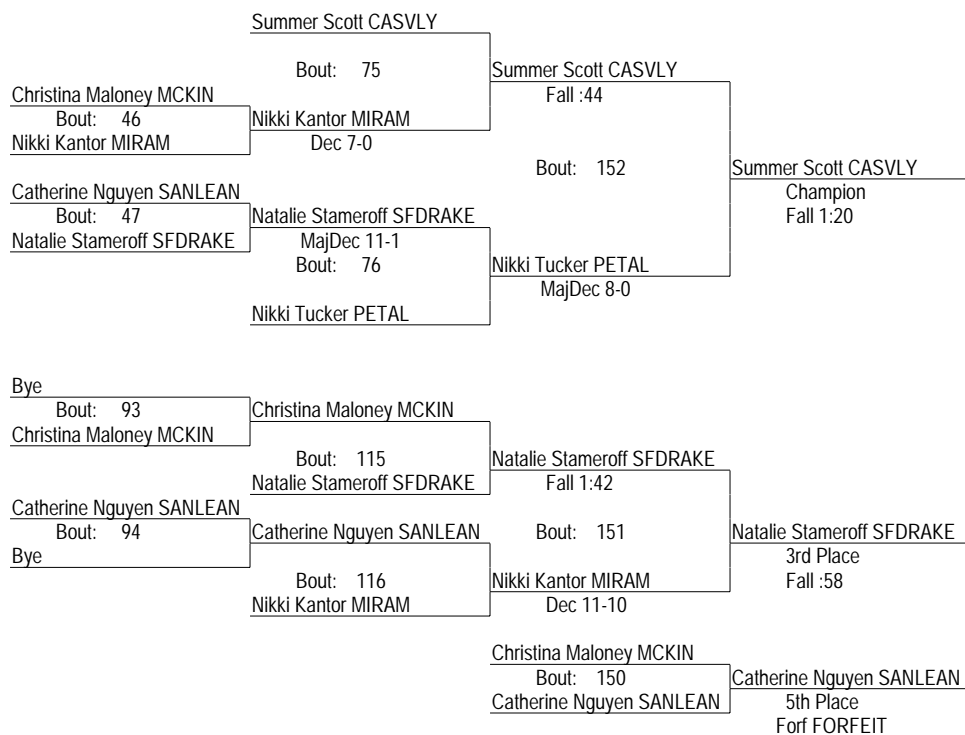 Summer Scott CASVLY
Bout: 75
Summer Scott CASVLY
Christina Maloney MCKIN
Fall :44
Bout: 46
Nikki Kantor MIRAM
Nikki Kantor MIRAM
Dec 7-0
Bout: 152
Summer Scott CASVLY
Catherine Nguyen SANLEAN
Champion
Bout: 47
Natalie Stameroff SFDRAKE
Fall 1:20
Natalie Stameroff SFDRAKE
MajDec 11-1
Bout: 76
Nikki Tucker PETAL
MajDec 8-0
Nikki Tucker PETAL
Bye
Bout: 93
Christina Maloney MCKIN
Christina Maloney MCKIN
Bout: 115
Natalie Stameroff SFDRAKE
Natalie Stameroff SFDRAKE
Fall 1:42
Catherine Nguyen SANLEAN
Bout: 94
Catherine Nguyen SANLEAN
Bout: 151
Natalie Stameroff SFDRAKE
Bye
3rd Place
Bout: 116
Nikki Kantor MIRAM
Fall :58
Nikki Kantor MIRAM
Dec 11-10
Christina Maloney MCKIN
Bout: 150
Catherine Nguyen SANLEAN
Catherine Nguyen SANLEAN
5th Place
Forf FORFEIT